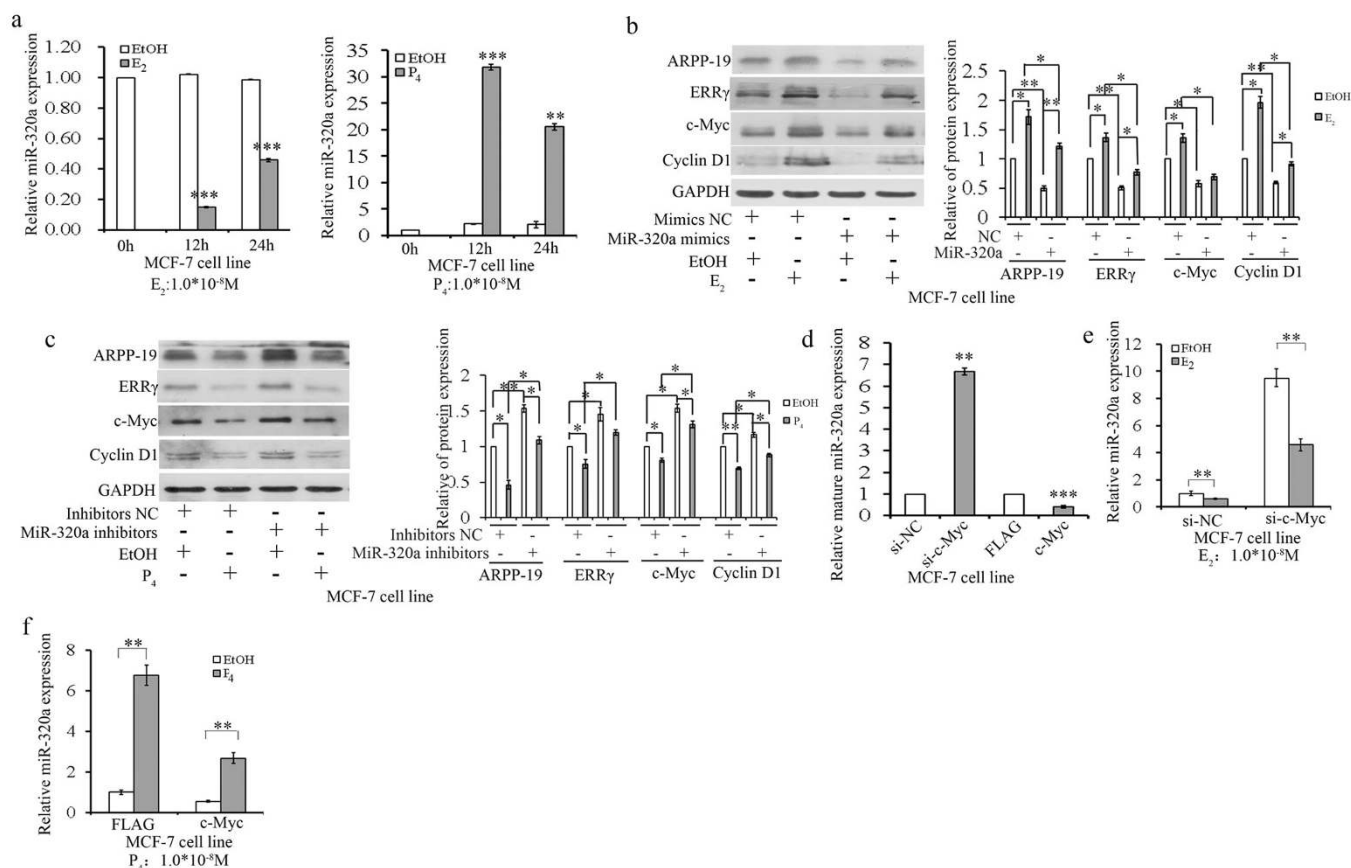 a
Relative miR-320a expression
1.20
1.00
0.80
0.60
0.40
0.20
0.00
EtOH
E2
***
***
0h 12h 24h
MCF-7 cell line
E2:1.0*10-8M
Relative miR-320a expression
35
30
25
20
15
10
5
0
EtOH
P4
***
**
0h 12h 24h
MCF-7 cell line
P4:1.0*10-8M
b
ARPP-19
ERRγ
c-Myc
Cyclin D1
GAPDH
Mimics NC + + - -
MiR-320a mimics - - + +
EtOH + - + -
E2 - + - +
Relative of protein expression
2.5
2
1.5
1
0.5
0
* ** * **
* ** * *
* * *
* ** * *
EtOH
E2
NC + + + +
MiR-320a + + + +
ARPP-19 ERRγ c-Myc Cyclin D1
MCF-7 cell line
c
ARPP-19
ERRγ
c-Myc
Cyclin D1
GAPDH
Inhibitors NC + + - -
MiR-320a inhibitors - - + +
EtOH + - + -
P4 - + - +
Relative of protein expression
2
1.5
1
0.5
0
* ** * *
* * *
* * * *
** * * *
EtOH
P4
Inhibitors NC + + + +
MiR-320a inhibitors + + + +
ARPP-19 ERRγ c-Myc Cyclin D1
MCF-7 cell line
d
Relative mature miR-320a expression
8
7
6
5
4
3
2
1
0
**
***
si-NC si-c-Myc FLAG c-Myc
MCF-7 cell line
e
Relative miR-320a expression
12
10
8
6
4
2
0
EtOH
E2
**
**
si-NC si-c-Myc
MCF-7 cell line
E2: 1.0*10-8M
f
Relative miR-320a expression
8
6
4
2
0
EtOH
P4
**
**
FLAG c-Myc
MCF-7 cell line
P4: 1.0*10-8M